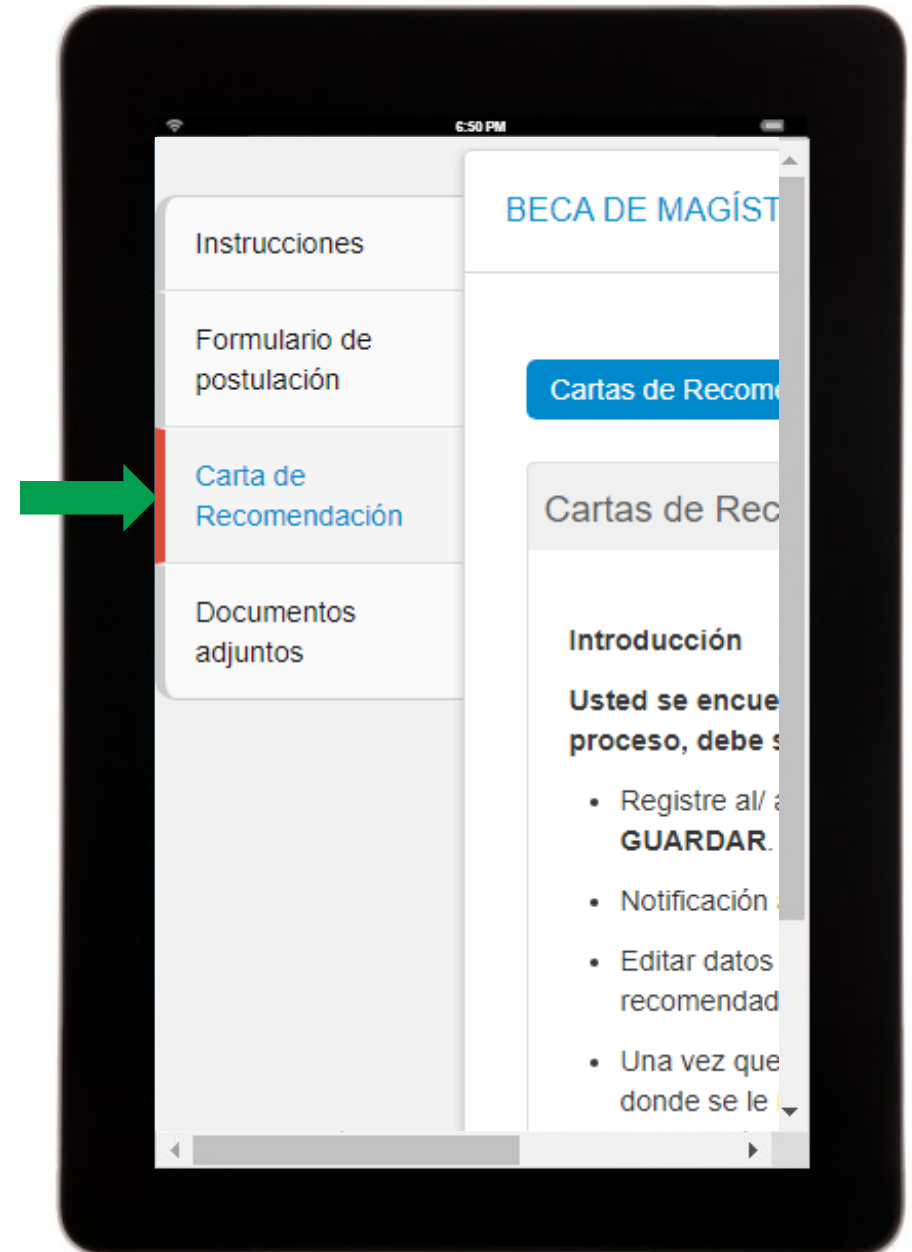 6:50 PM
Instrucciones
Formulario de
postulación
Carta de
Recomendación
Documentos
adjuntos
BECA DE MAGÍST
Cartas de Recom
Cartas de Rec
Introducción
Usted se encue
proceso, debe s
• Registre al/ a
GUARDAR.
• Notificación
• Editar datos
recomendad
• Una vez que
donde se le